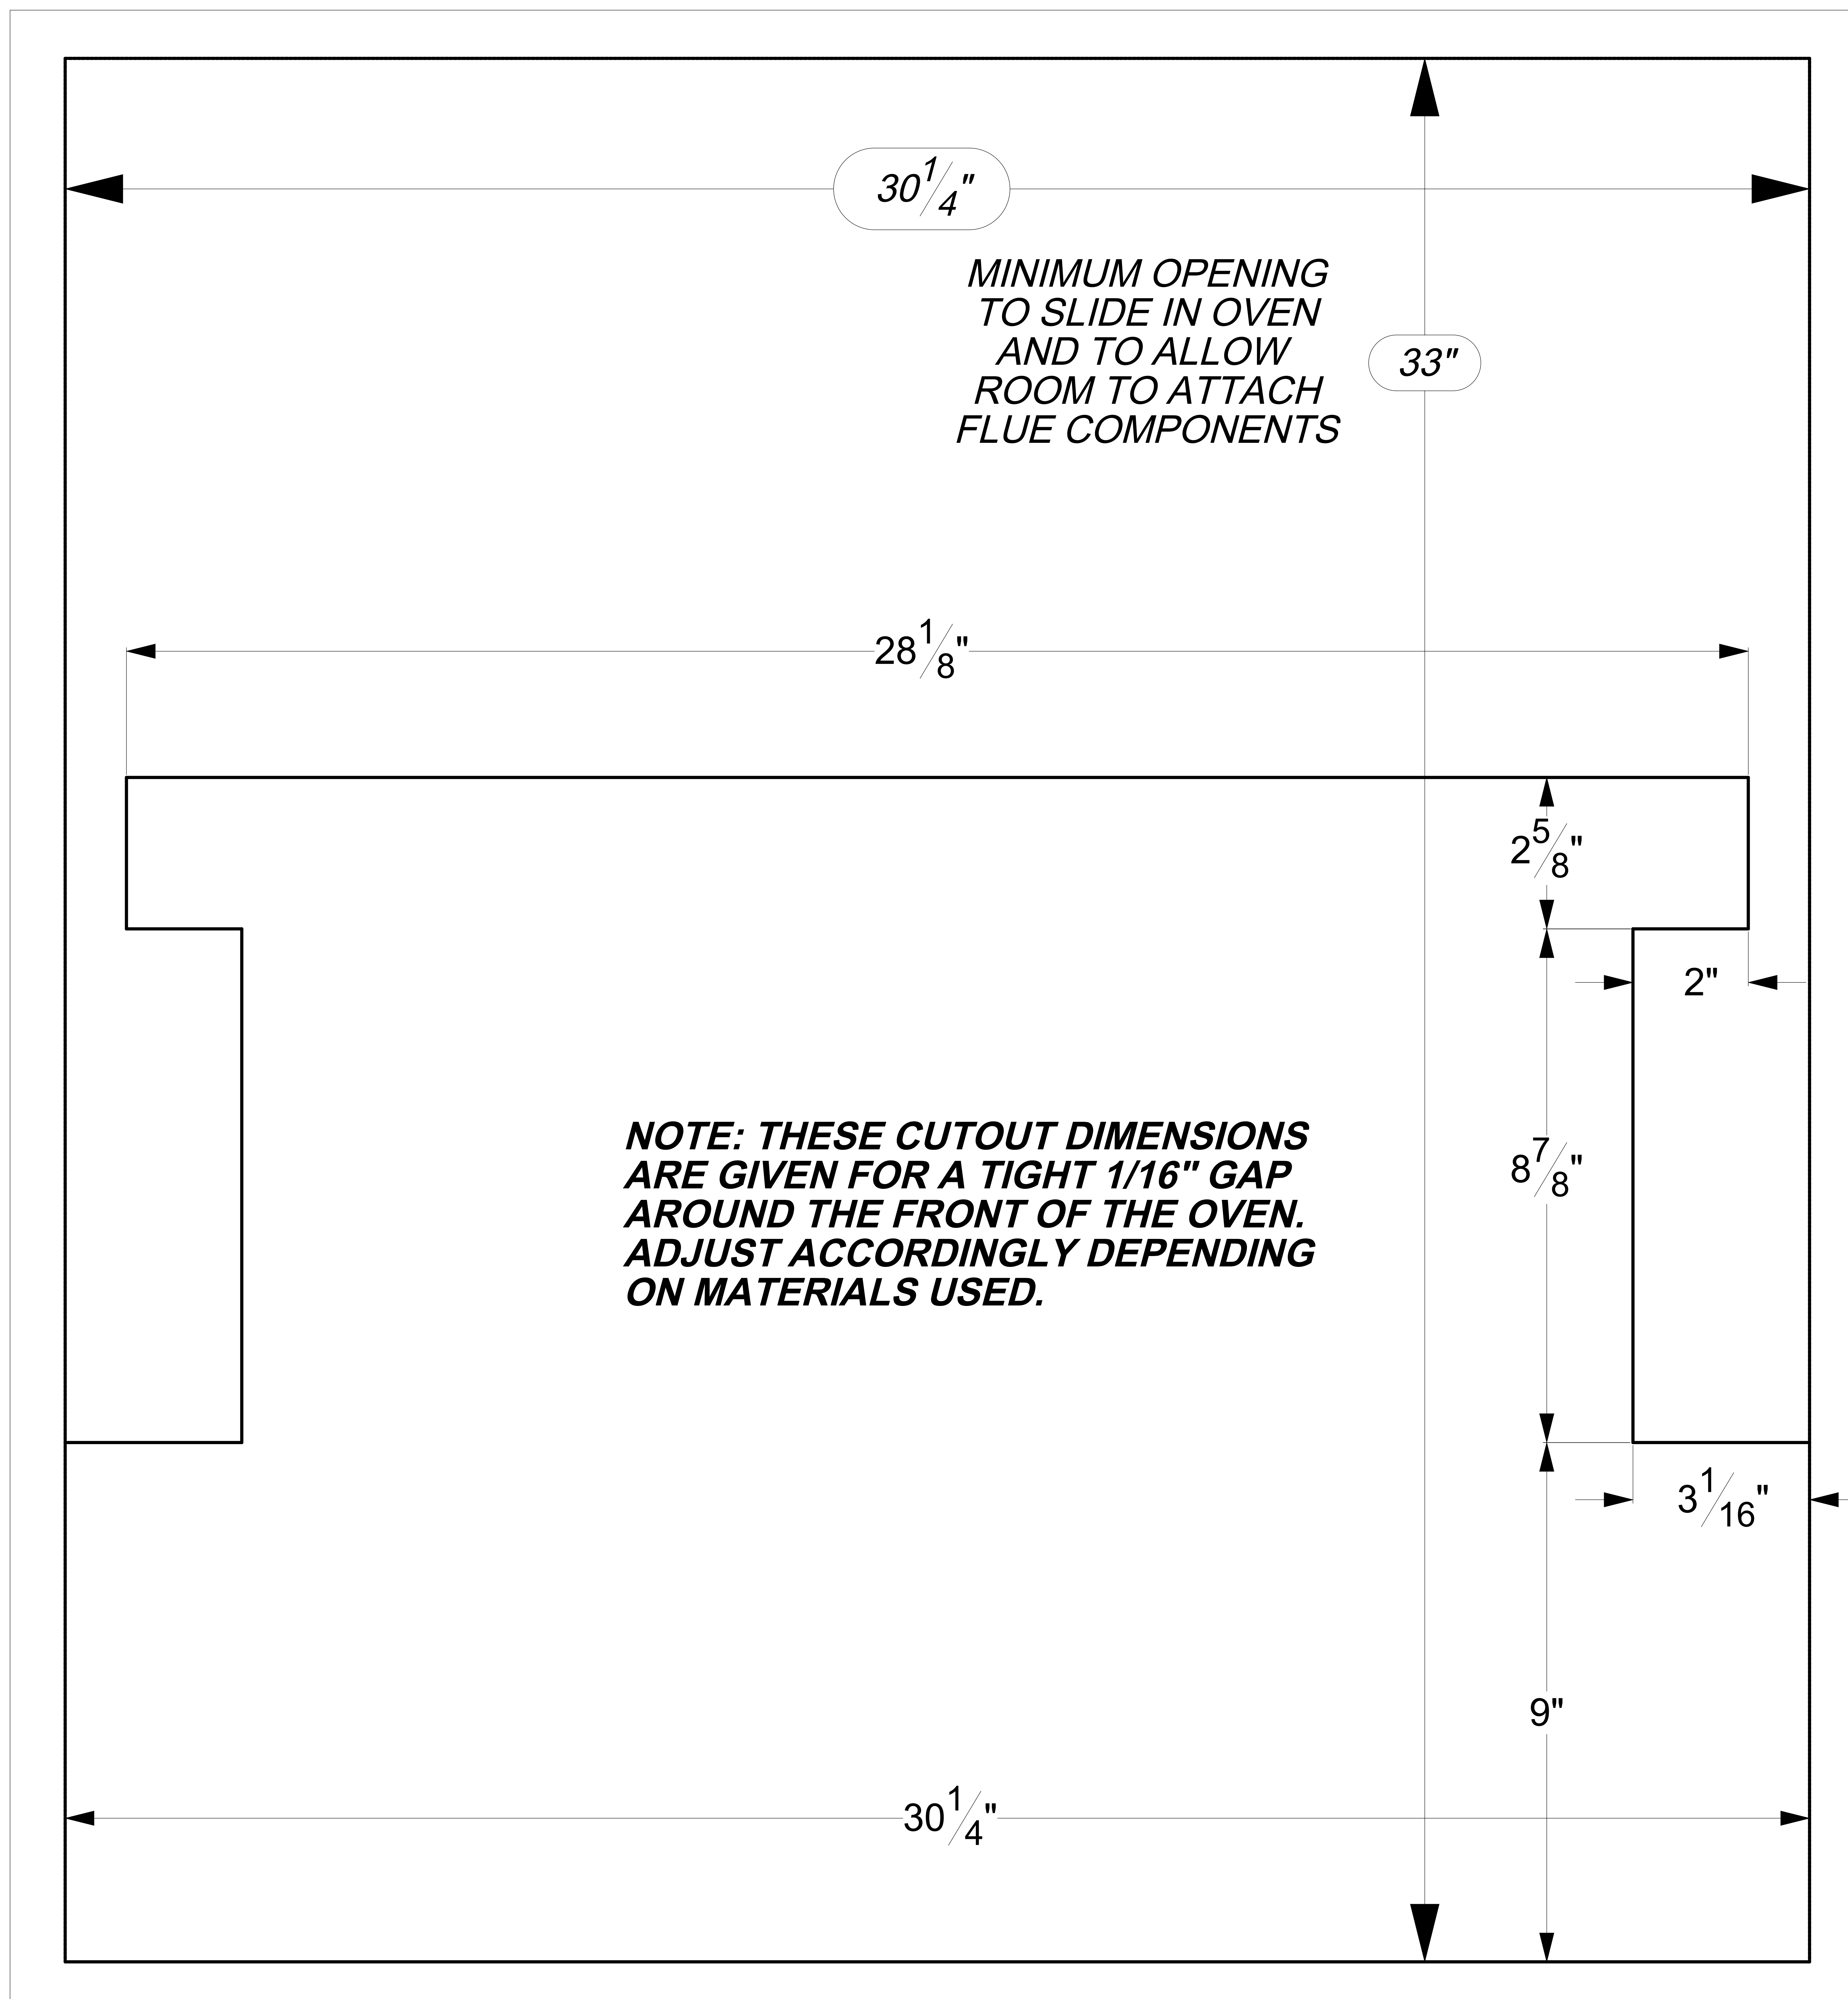 30 1/4"
MINIMUM OPENING
TO SLIDE IN OVEN
AND TO ALLOW
ROOM TO ATTACH
FLUE COMPONENTS
33"
28 1/8"
2 5/8"
2"
8 7/8"
NOTE: THESE CUTOUT DIMENSIONS
ARE GIVEN FOR A TIGHT 1/16" GAP
AROUND THE FRONT OF THE OVEN.
ADJUST ACCORDINGLY DEPENDING
ON MATERIALS USED.
3 1/16"
9"
30 1/4"